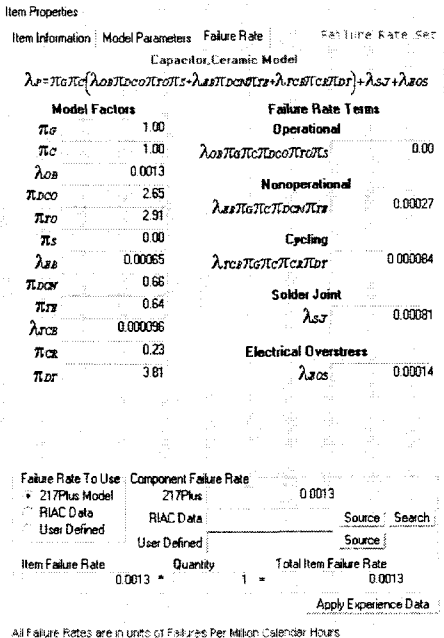 Item Properties
Item Information Model Parameters Failure Rate Failure Rate Set
Capacitor,Ceramic Model
λP=πGπC(λOBπDCOπTOπS+λEBπDCNπTE+λTCBπCRπDT)+λSJ+λEOS
Model Factors Failure Rate Terms
πG 1.00 Operational
πC 1.00 λOBπGπCπDCOπTOπS 0.00
λOB 0.0013
πDCO 2.65 Nonoperational
πTO 2.91 λEBπGπCπDCNπTE 0.00027
πS 0.00
λEB 0.00065 Cycling
πDCN 0.66 λTCBπGπCπCRπDT 0.000084
πTE 0.64 Solder Joint
λTCB 0.000096 λSJ 0.00081
πCR 0.23 Electrical Overstress
πDT 3.81 λEOS 0.00014
Failure Rate To Use Component Failure Rate
217Plus Model 217Plus 0.0013
RIAC Data RIAC Data Source Search
User Defined User Defined Source
Item Failure Rate Quantity Total Item Failure Rate
0.0013 * 1 = 0.0013
Apply Experience Data
All Failure Rates are in units of Failures Per Million Calendar Hours